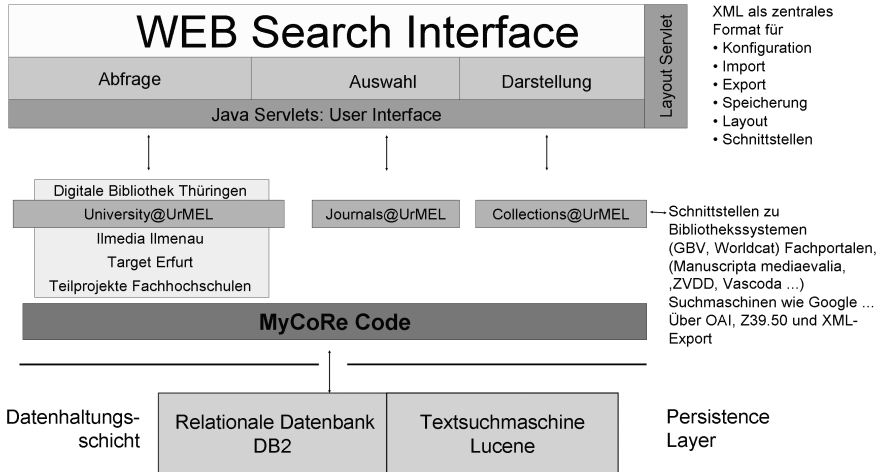 WEB Search Interface
Abfrage
Auswahl
Darstellung
Java Servlets: User Interface
Layout Servlet
XML als zentrales
Format für
• Konfiguration
• Import
• Export
• Speicherung
• Layout
• Schnittstellen
Digitale Bibliothek Thüringen
University@UrMEL
Ilmedia Ilmenau
Target Erfurt
Teilprojekte Fachhochschulen
Journals@UrMEL
Collections@UrMEL
Schnittstellen zu
Bibliothekssystemen
(GBV, Worldcat) Fachportalen,
(Manuscripta mediaevalia,
,ZVDD, Vascoda ...)
Suchmaschinen wie Google ...
Über OAI, Z39.50 und XML-
Export
MyCoRe Code
Datenhaltungs-
schicht
Relationale Datenbank
DB2
Textsuchmaschine
Lucene
Persistence
Layer